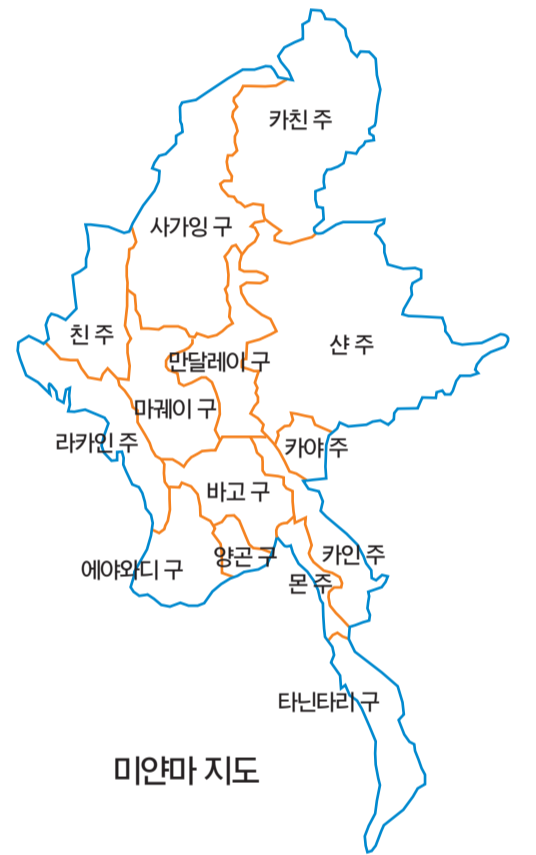 카친 주
사가잉 구
친 주
샨 주
만달레이 구
마궤이 구
라카인 주
카야 주
바고 구
양곤 구
카인 주
에야와디 구
몬 주
타닌타리 구
미얀마 지도